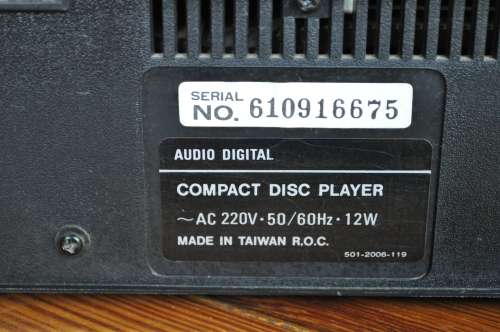 SERIAL
NO. 610916675
AUDIO DIGITAL
COMPACT DISC PLAYER
~AC 220V·50/60Hz·12W
MADE IN TAIWAN R.O.C.
501-2006-119